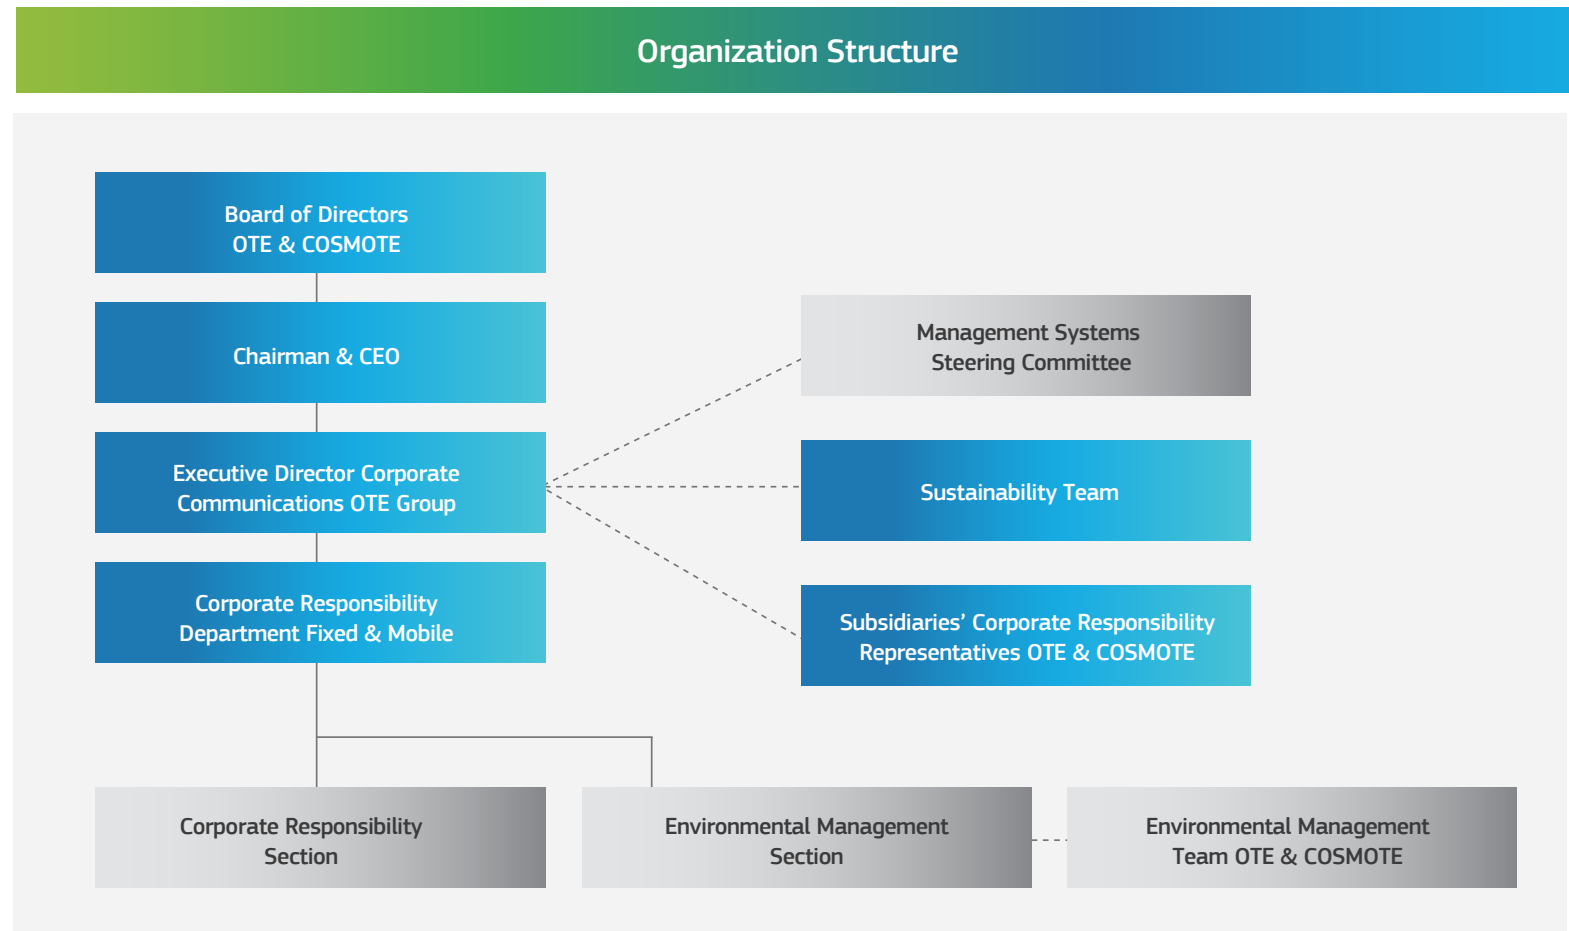 Organization Structure
Board of Directors
OTE & COSMOTE
Chairman & CEO
Executive Director Corporate
Communications OTE Group
Corporate Responsibility
Department Fixed & Mobile
Management Systems
Steering Committee
Sustainability Team
Subsidiaries’ Corporate Responsibility
Representatives OTE & COSMOTE
Corporate Responsibility
Section
Environmental Management
Section
Environmental Management
Team OTE & COSMOTE